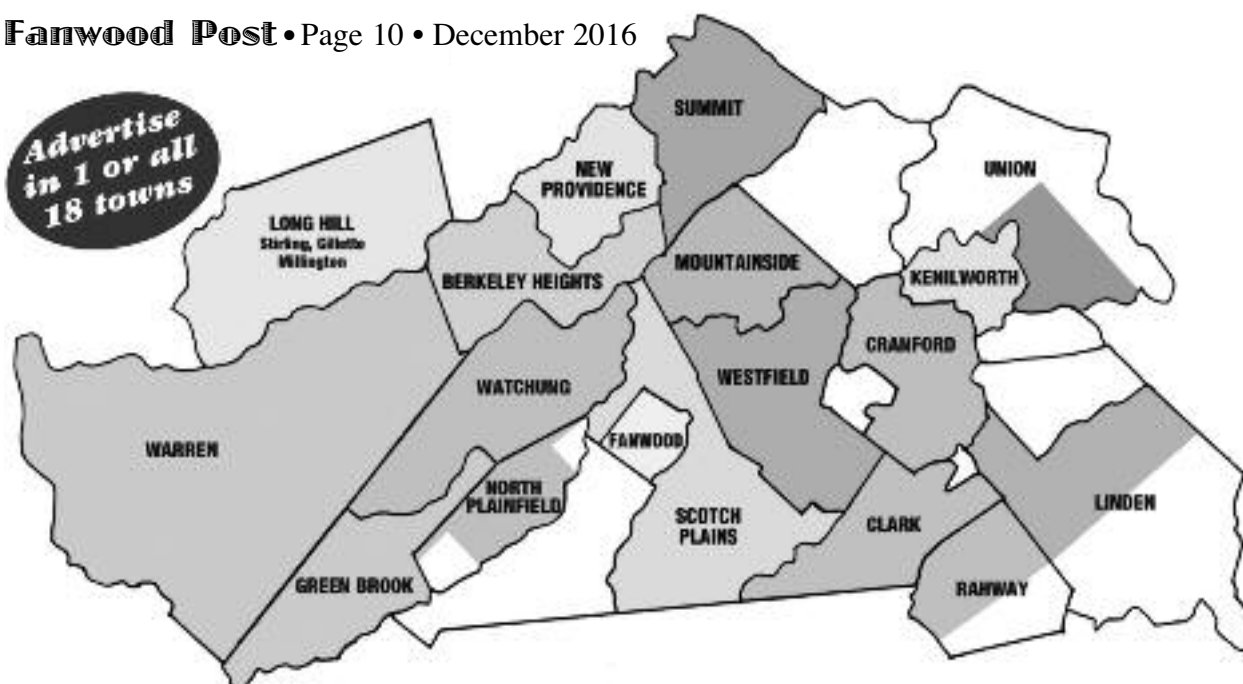 Fanwood Post • Page 10 • December 2016
Advertise
in 1 or all
18 towns
SUMMIT
UNION
NEW
PROVIDENCE
LONG HILL
Stirling, Gillette
Millington
MOUNTAINSIDE
KENILWORTH
BERKELEY HEIGHTS
CRANFORD
WESTFIELD
WATCHUNG
FANWOOD
WARREN
NORTH
PLAINFIELD
LINDEN
SCOTCH
PLAINS
CLARK
GREEN BROOK
RAHWAY